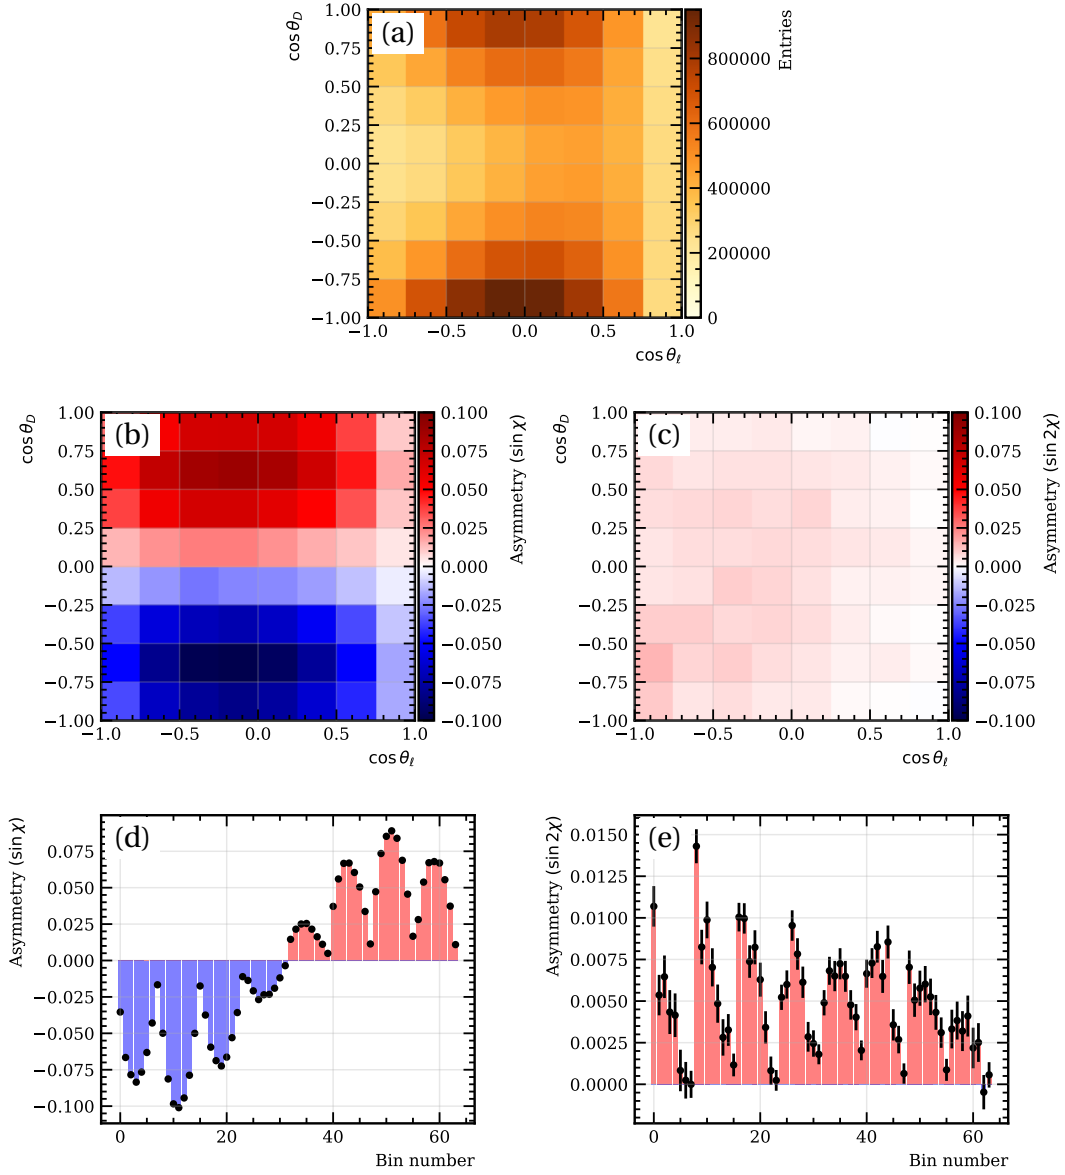 (a)
cos θD
1.00
0.75
0.50
0.25
0.00
−0.25
−0.50
−0.75
−1.00
−1.0 −0.5 0.0 0.5 1.0
cos θℓ
Entries
800000
600000
400000
200000
0
(b)
cos θD
1.00
0.75
0.50
0.25
0.00
−0.25
−0.50
−0.75
−1.00
−1.0 −0.5 0.0 0.5 1.0
cos θℓ
0.100
0.075
0.050
0.025
0.000
−0.025
−0.050
−0.075
−0.100
Asymmetry (sin χ)
(c)
cos θD
1.00
0.75
0.50
0.25
0.00
−0.25
−0.50
−0.75
−1.00
−1.0 −0.5 0.0 0.5 1.0
cos θℓ
0.100
0.075
0.050
0.025
0.000
−0.025
−0.050
−0.075
−0.100
Asymmetry (sin 2χ)
(d)
Asymmetry (sin χ)
0.075
0.050
0.025
0.000
−0.025
−0.050
−0.075
−0.100
0 20 40 60
Bin number
(e)
Asymmetry (sin 2χ)
0.0150
0.0125
0.0100
0.0075
0.0050
0.0025
0.0000
0 20 40 60
Bin number